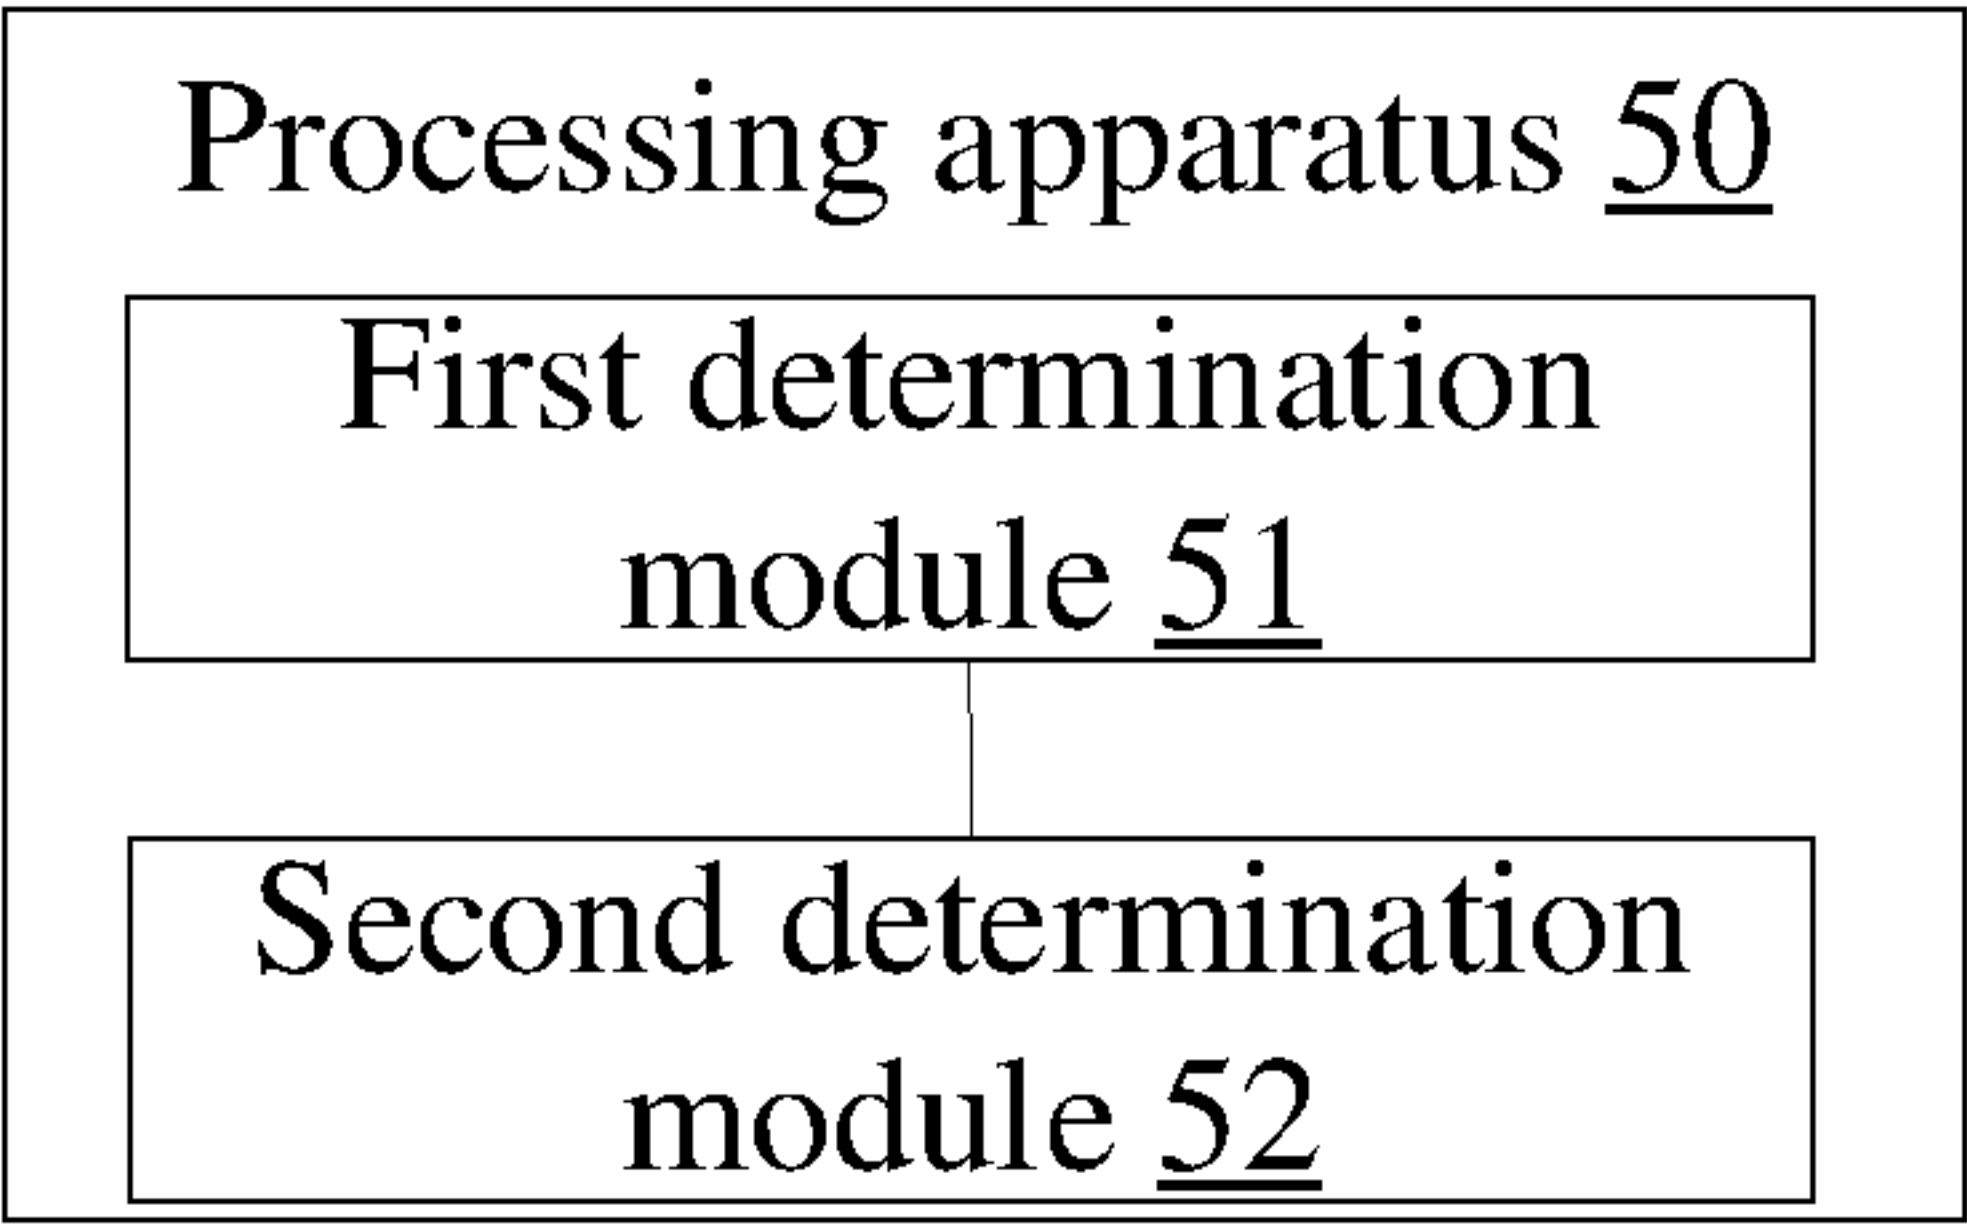 Processing apparatus 50
First determination
module 51
Second determination
module 52